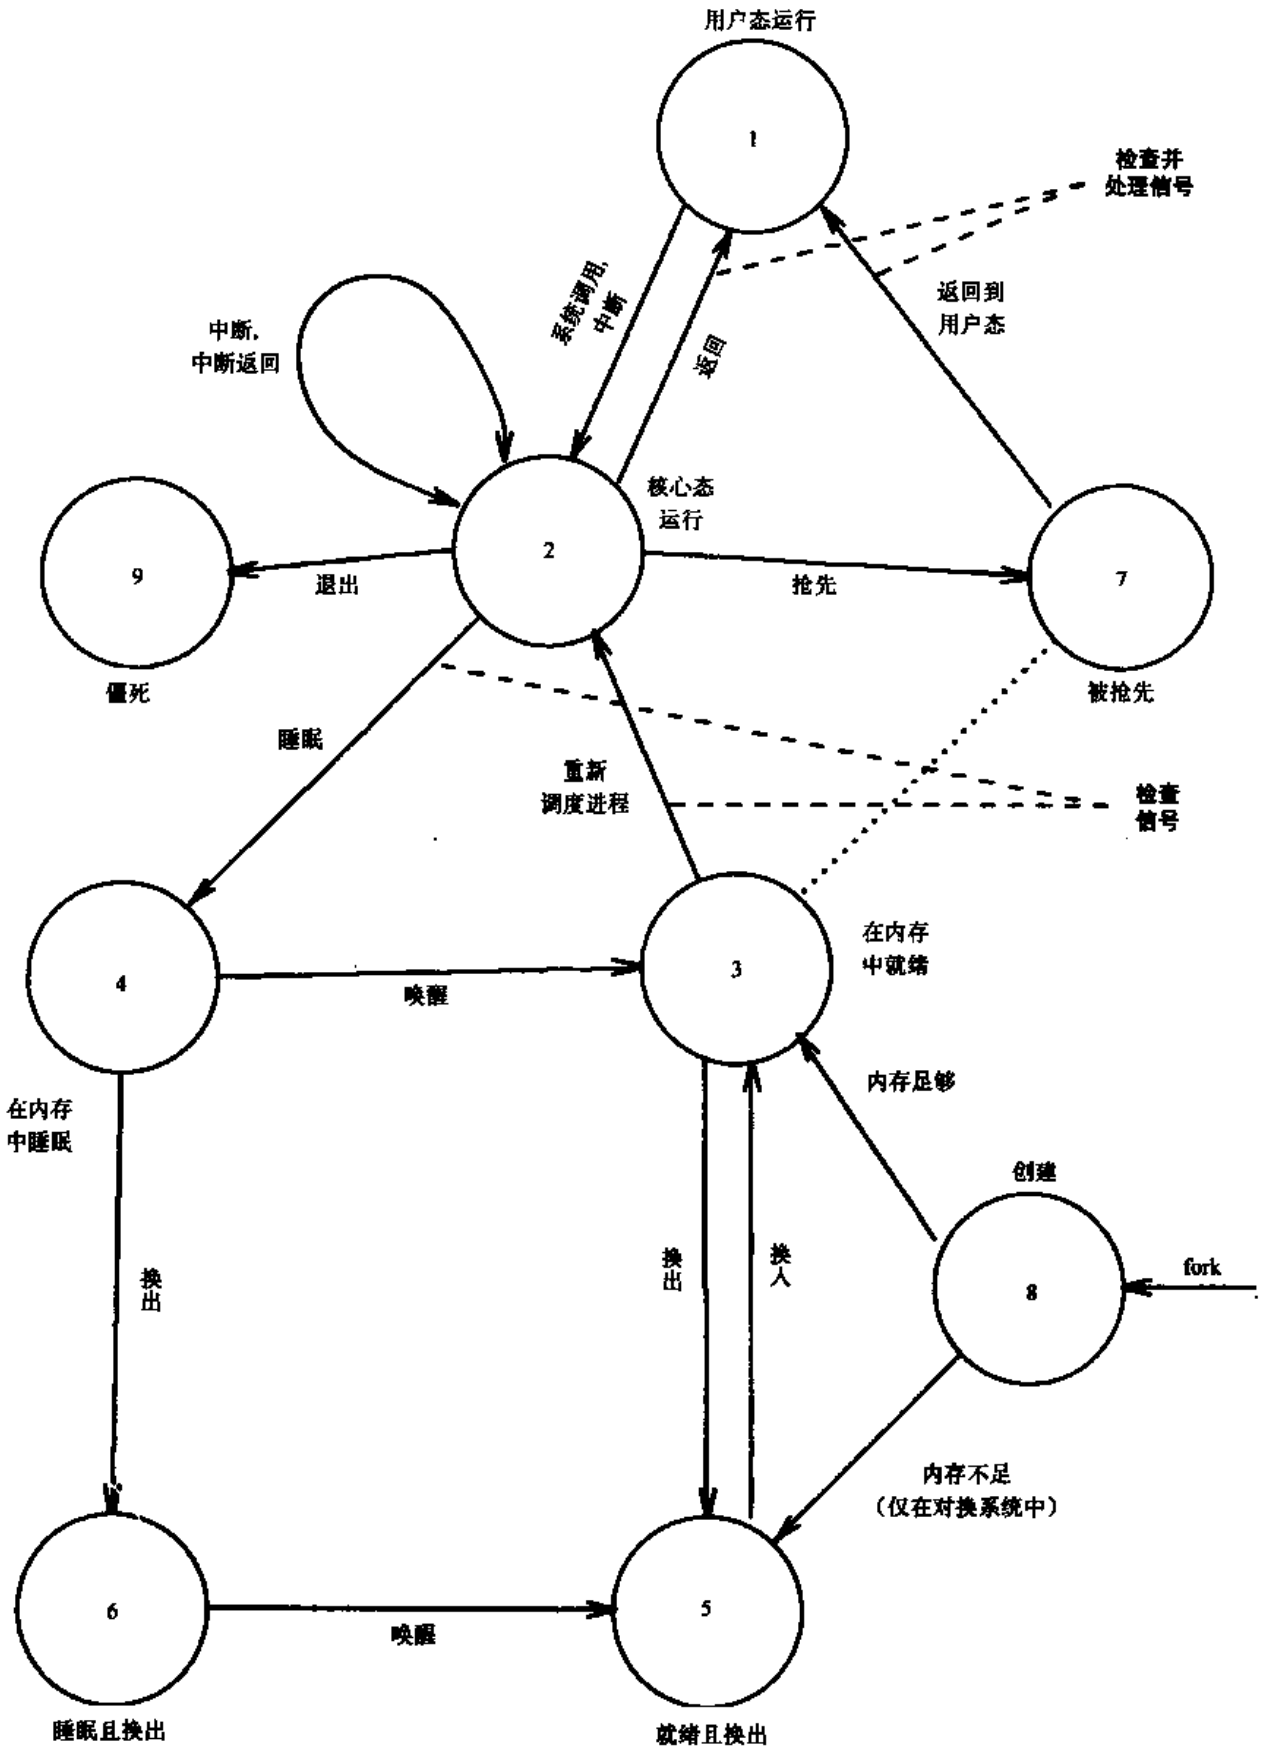 用户态运行
1
检查并
处理信号
系统调用,
中断
返回
返回到
用户态
中断,
中断返回
核心态
运行
2
9
退出
抢先
7
僵死
被抢先
睡眠
重新
调度进程
检查
信号
4
唤醒
3
在内存
中就绪
在内存
中睡眠
内存足够
创建
换出
换出
换入
fork
8
内存不足
(仅在对换系统中)
6
唤醒
5
睡眠且换出
就绪且换出